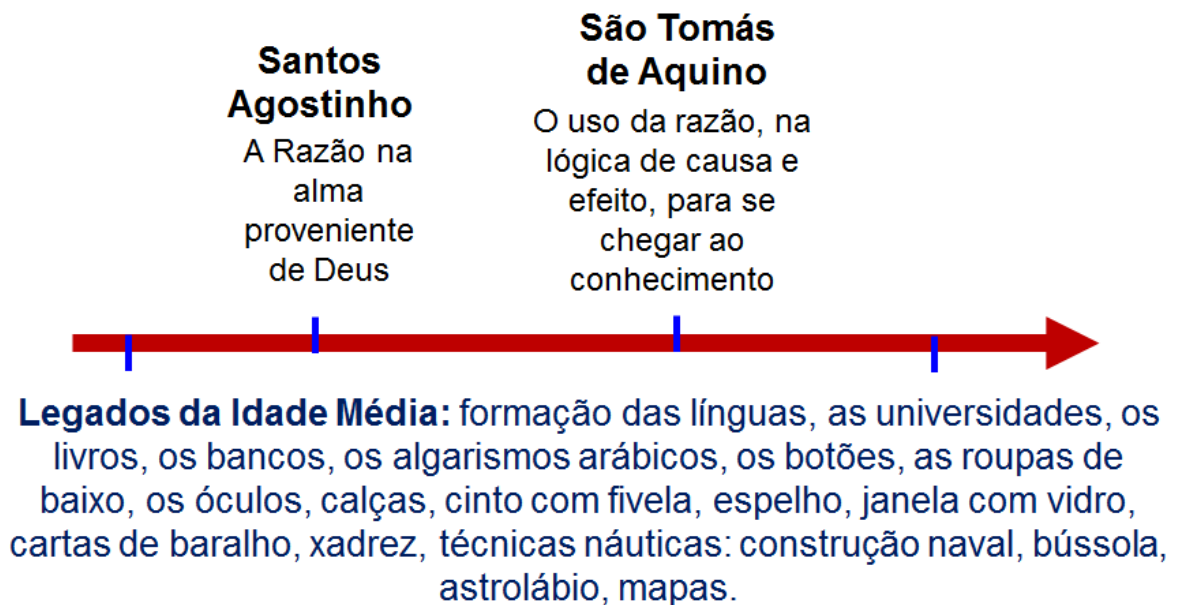 Santos
Agostinho
A Razão na
alma
proveniente
de Deus
São Tomás
de Aquino
O uso da razão, na
lógica de causa e
efeito, para se
chegar ao
conhecimento
Legados da Idade Média: formação das línguas, as universidades, os
livros, os bancos, os algarismos arábicos, os botões, as roupas de
baixo, os óculos, calças, cinto com fivela, espelho, janela com vidro,
cartas de baralho, xadrez, técnicas náuticas: construção naval, bússola,
astrolábio, mapas.